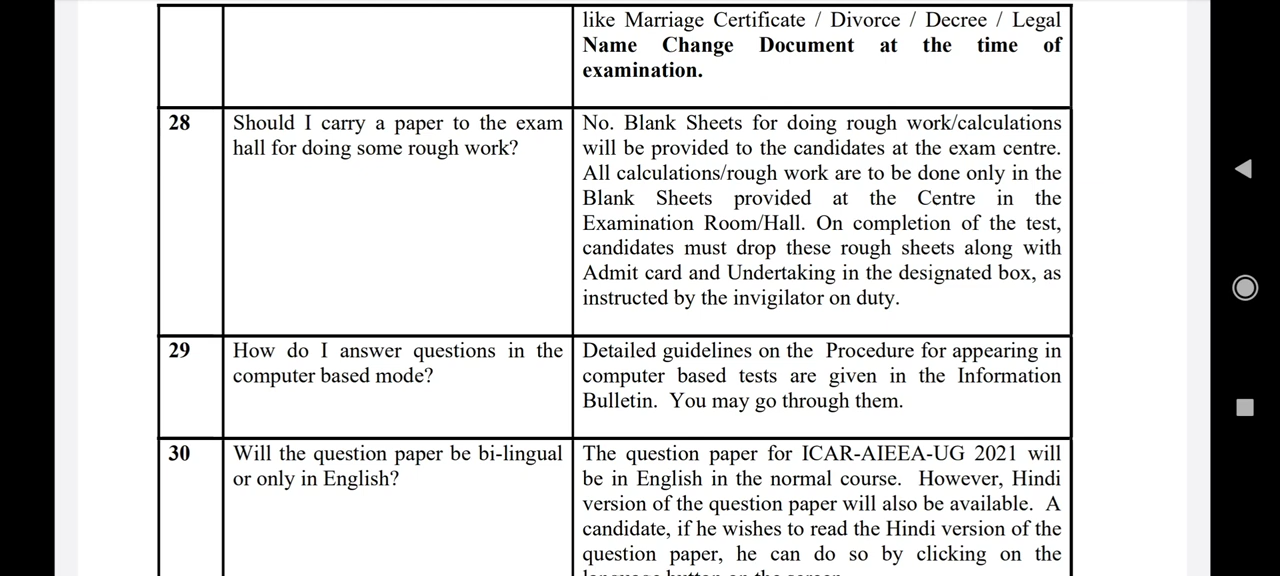 like Marriage Certificate / Divorce / Decree / Legal
Name Change Document at the time of
examination.
28
Should I carry a paper to the exam
hall for doing some rough work?
No. Blank Sheets for doing rough work/calculations
will be provided to the candidates at the exam centre.
All calculations/rough work are to be done only in the
Blank Sheets provided at the Centre in the
Examination Room/Hall. On completion of the test,
candidates must drop these rough sheets along with
Admit card and Undertaking in the designated box, as
instructed by the invigilator on duty.
29
How do I answer questions in the
computer based mode?
Detailed guidelines on the Procedure for appearing in
computer based tests are given in the Information
Bulletin. You may go through them.
30
Will the question paper be bi-lingual
or only in English?
The question paper for ICAR-AIEEA-UG 2021 will
be in English in the normal course. However, Hindi
version of the question paper will also be available. A
candidate, if he wishes to read the Hindi version of the
question paper, he can do so by clicking on the
language button on the screen